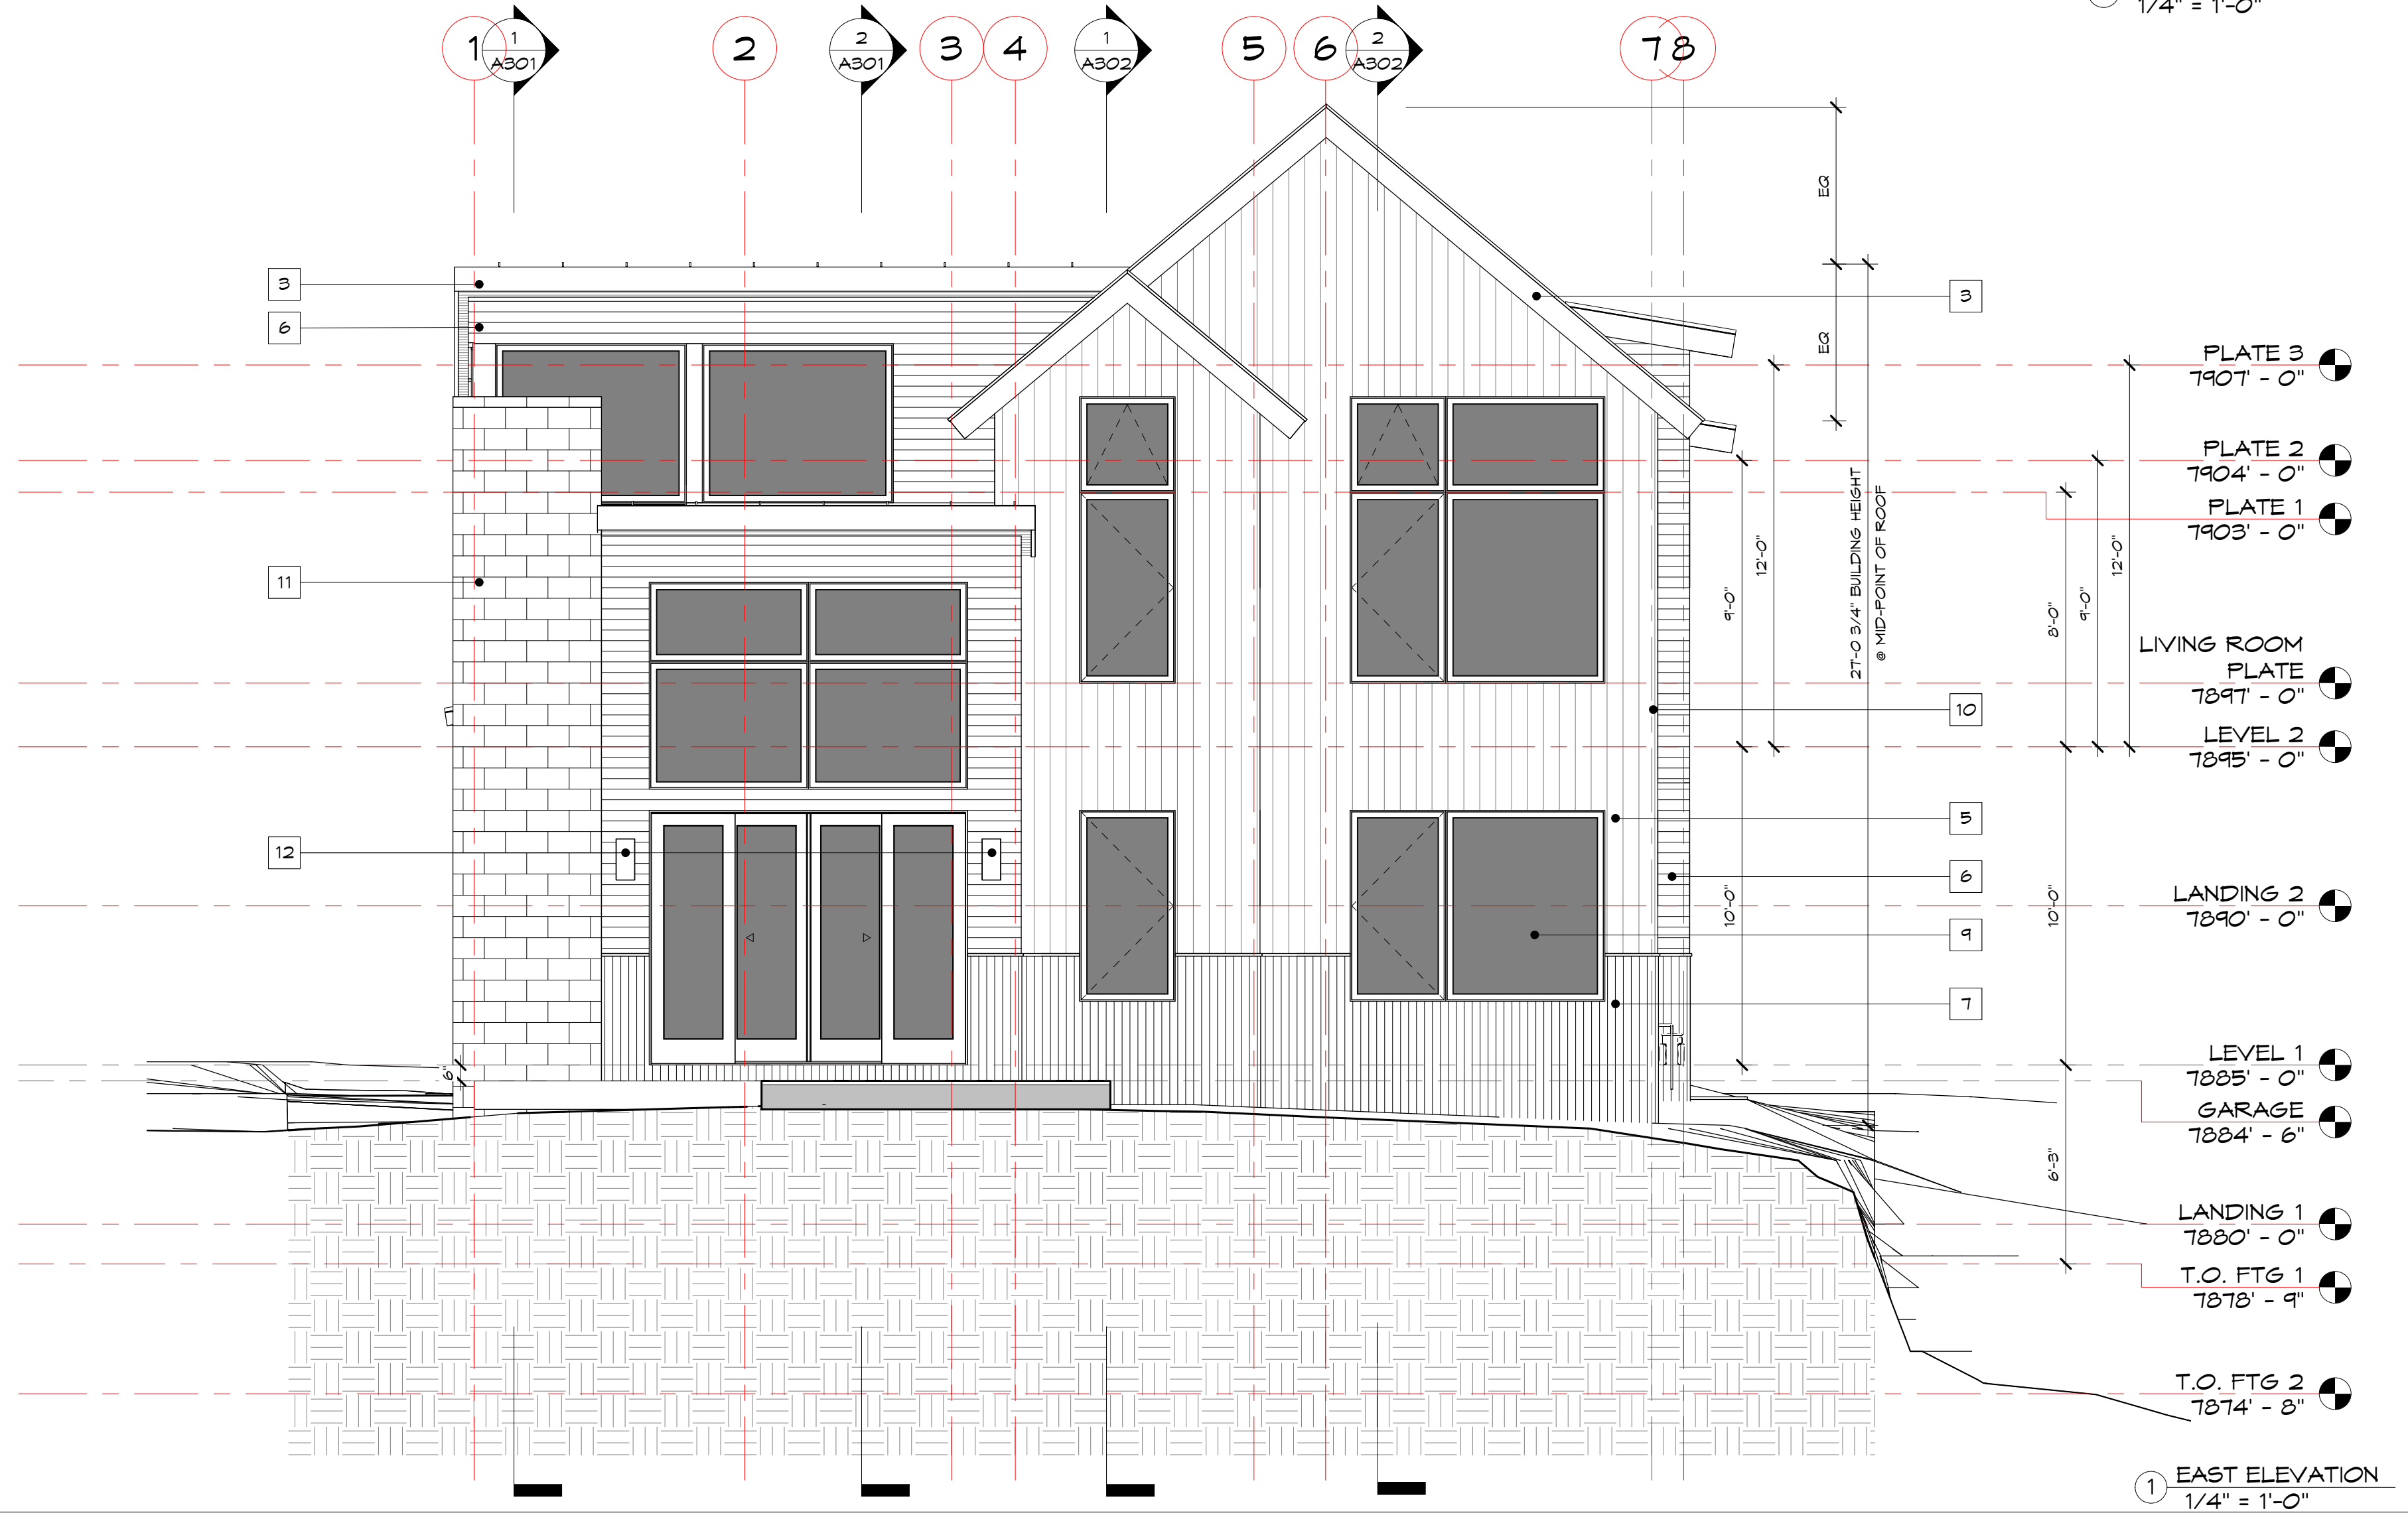 1/4" = 1'-0"
1
1
A301
2
2
A301
3
4
1
A302
5
6
2
A302
7
8
EQ
3
3
6
EQ
PLATE 3
7907' - 0"
PLATE 2
7904' - 0"
PLATE 1
7903' - 0"
11
9'-0"
12'-0"
27'-0 3/4" BUILDING HEIGHT
@ MID-POINT OF ROOF
8'-0"
9'-0"
12'-0"
LIVING ROOM
PLATE
7897' - 0"
10
LEVEL 2
7895' - 0"
5
12
6
10'-0"
10'-0"
LANDING 2
7890' - 0"
9
7
6"
LEVEL 1
7885' - 0"
GARAGE
7884' - 6"
6'-3"
LANDING 1
7880' - 0"
T.O. FTG 1
7878' - 9"
T.O. FTG 2
7874' - 8"
1
EAST ELEVATION
1/4" = 1'-0"